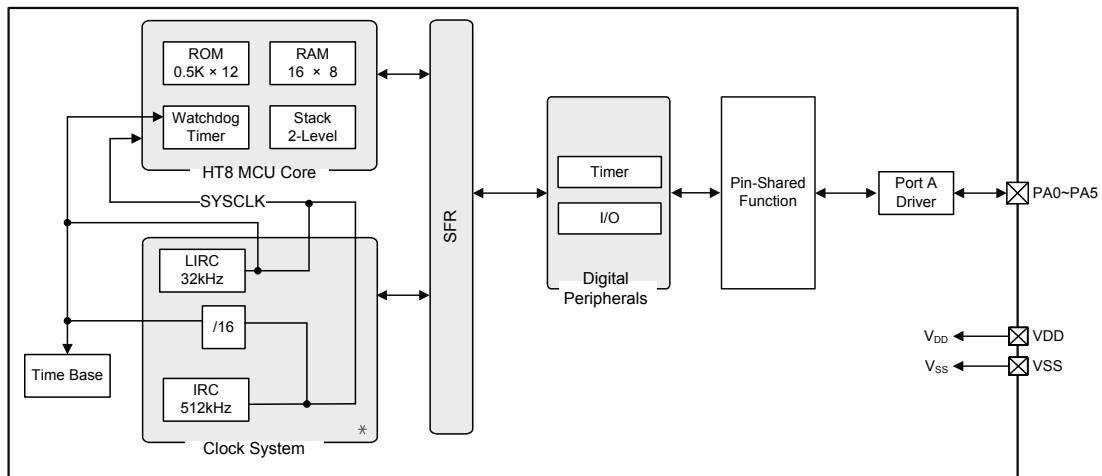 ROM
0.5K × 12
RAM
16 × 8
Watchdog
Timer
Stack
2-Level
HT8 MCU Core
SYSCLK
LIRC
32kHz
/16
Time Base
IRC
512kHz
*
Clock System
SFR
Timer
I/O
Digital
Peripherals
Pin-Shared
Function
Port A
Driver
PA0~PA5
VDD
VDD
VSS
VSS